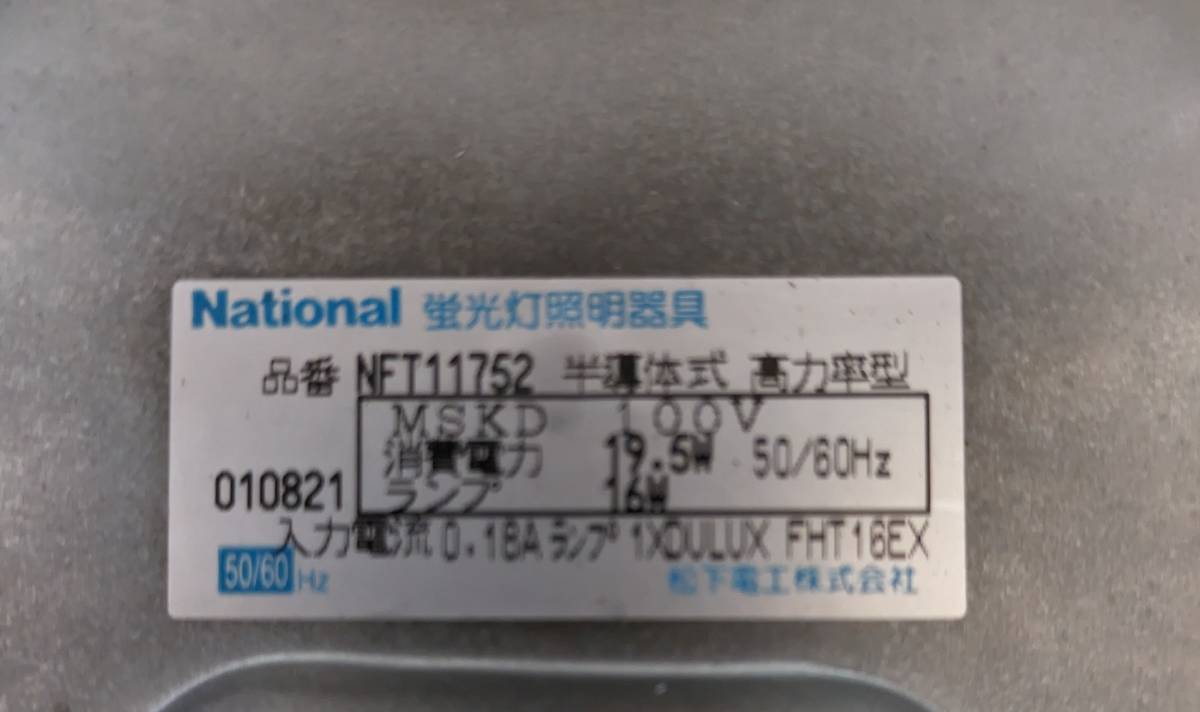 National 蛍光灯照明器具
品番 NFT11752 半導体式 高力率型
MSKD 100V
消費電力 19.5W 50/60Hz
010821 ランプ 16W
入力電流 0.18A ランプ 1XDULUX FHT16EX
50/60 Hz 松下電工株式会社